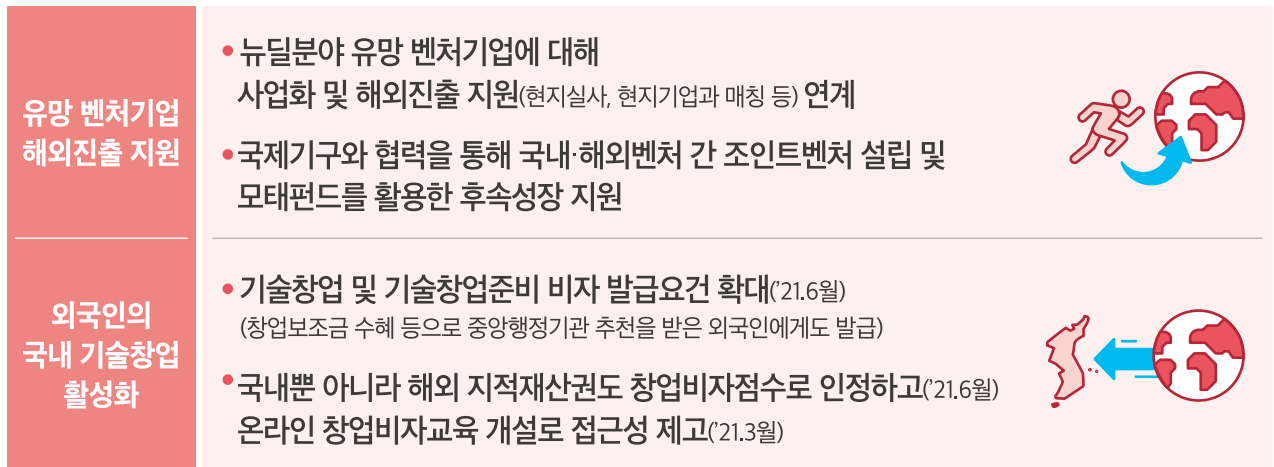 유망 벤처기업
해외진출 지원
• 뉴딜분야 유망 벤처기업에 대해
사업화 및 해외진출 지원(현지실사, 현지기업과 매칭 등) 연계
• 국제기구와 협력을 통해 국내·해외벤처 간 조인트벤처 설립 및
모태펀드를 활용한 후속성장 지원
외국인의
국내 기술창업
활성화
• 기술창업 및 기술창업준비 비자 발급요건 확대(’21.6월)
(창업보조금 수혜 등으로 중앙행정기관 추천을 받은 외국인에게도 발급)
• 국내뿐 아니라 해외 지적재산권도 창업비자점수로 인정하고(’21.6월)
온라인 창업비자교육 개설로 접근성 제고(’21.3월)